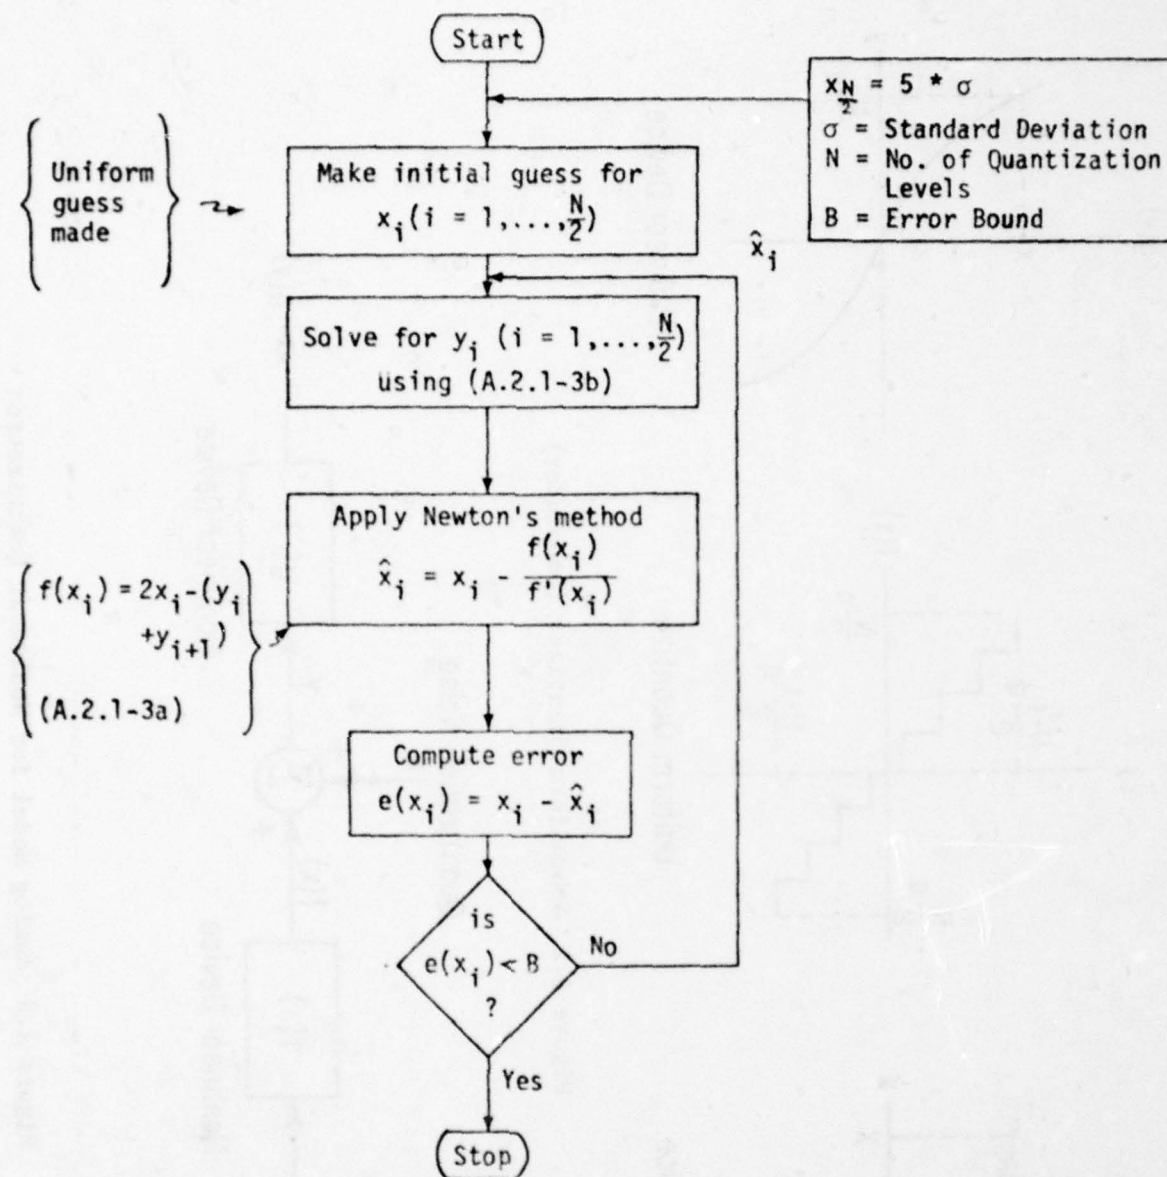 Start
x_{N/2} = 5 * σ
σ = Standard Deviation
N = No. of Quantization
Levels
B = Error Bound
Uniform
guess
made
Make initial guess for
x_i (i = 1,...,N/2)
x̂_i
Solve for y_i (i = 1,...,N/2)
using (A.2.1-3b)
Apply Newton's method
x̂_i = x_i - f(x_i)/f'(x_i)
f(x_i) = 2x_i-(y_i
+y_{i+1})
(A.2.1-3a)
Compute error
e(x_i) = x_i - x̂_i
is
e(x_i) < B
?
No
Yes
Stop